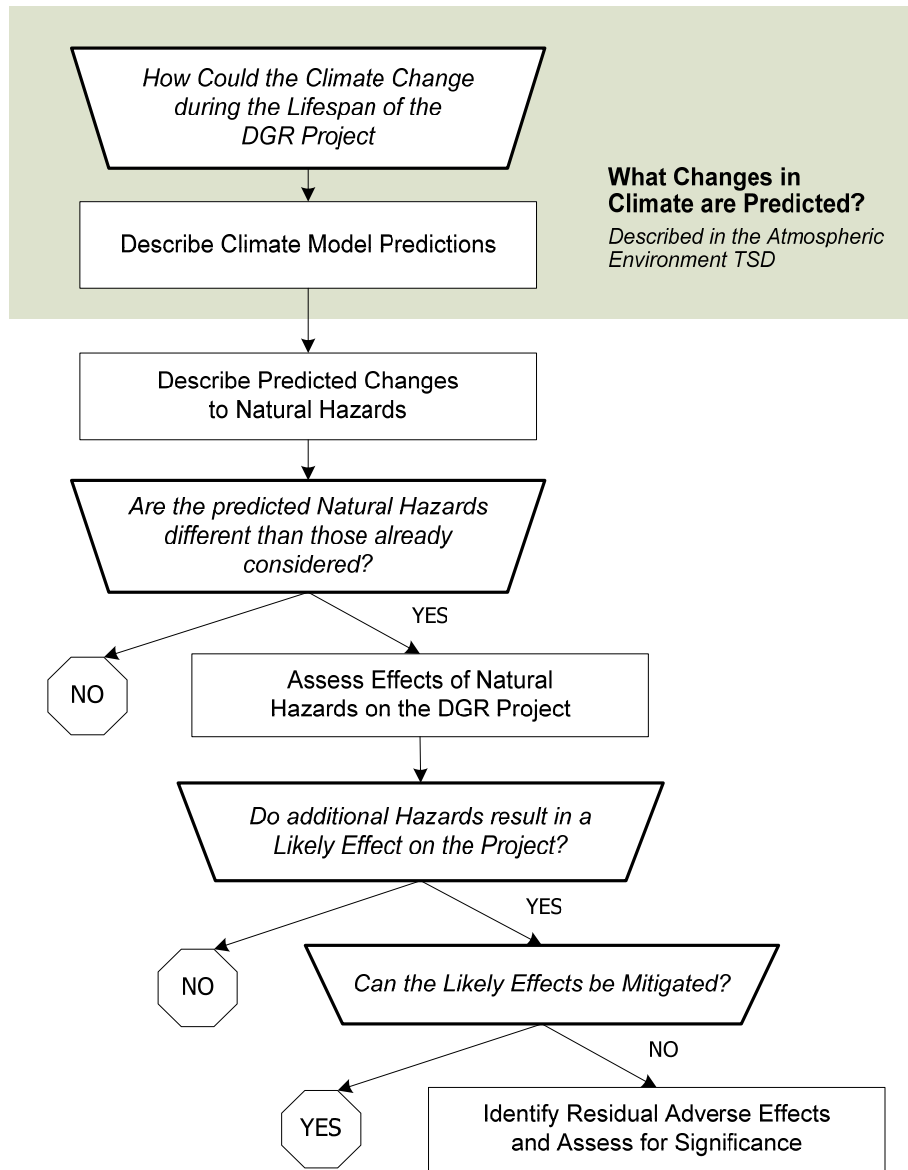 How Could the Climate Change
during the Lifespan of the
DGR Project
What Changes in
Climate are Predicted?
Described in the Atmospheric
Environment TSD
Describe Climate Model Predictions
Describe Predicted Changes
to Natural Hazards
Are the predicted Natural Hazards
different than those already
considered?
YES
NO
Assess Effects of Natural
Hazards on the DGR Project
Do additional Hazards result in a
Likely Effect on the Project?
YES
NO
Can the Likely Effects be Mitigated?
NO
YES
Identify Residual Adverse Effects
and Assess for Significance